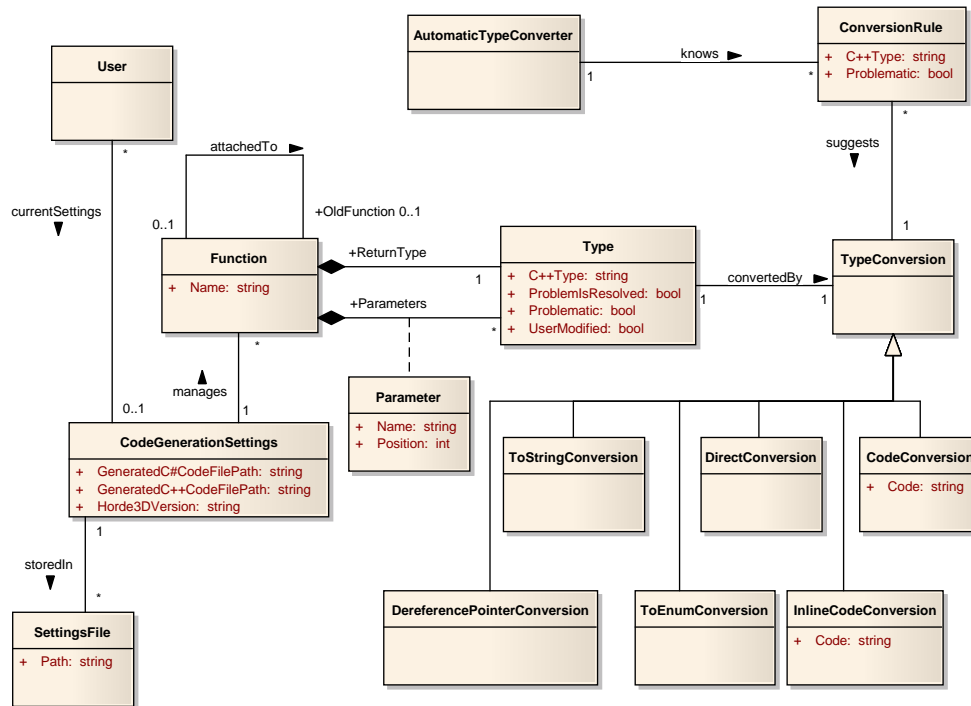 AutomaticTypeConverter
knows
1
*
ConversionRule
+ C++Type: string
+ Problematic: bool
*
suggests
1
User
*
currentSettings
0..1
attachedTo
0..1
+OldFunction 0..1
Function
+ Name: string
+ReturnType
1
+Parameters
*
Type
+ C++Type: string
+ ProblemIsResolved: bool
+ Problematic: bool
+ UserModified: bool
convertedBy
1
1
TypeConversion
*
manages
1
Parameter
+ Name: string
+ Position: int
CodeGenerationSettings
+ GeneratedC#CodeFilePath: string
+ GeneratedC++CodeFilePath: string
+ Horde3DVersion: string
1
storedIn
*
SettingsFile
+ Path: string
ToStringConversion
DirectConversion
CodeConversion
+ Code: string
DereferencePointerConversion
ToEnumConversion
InlineCodeConversion
+ Code: string